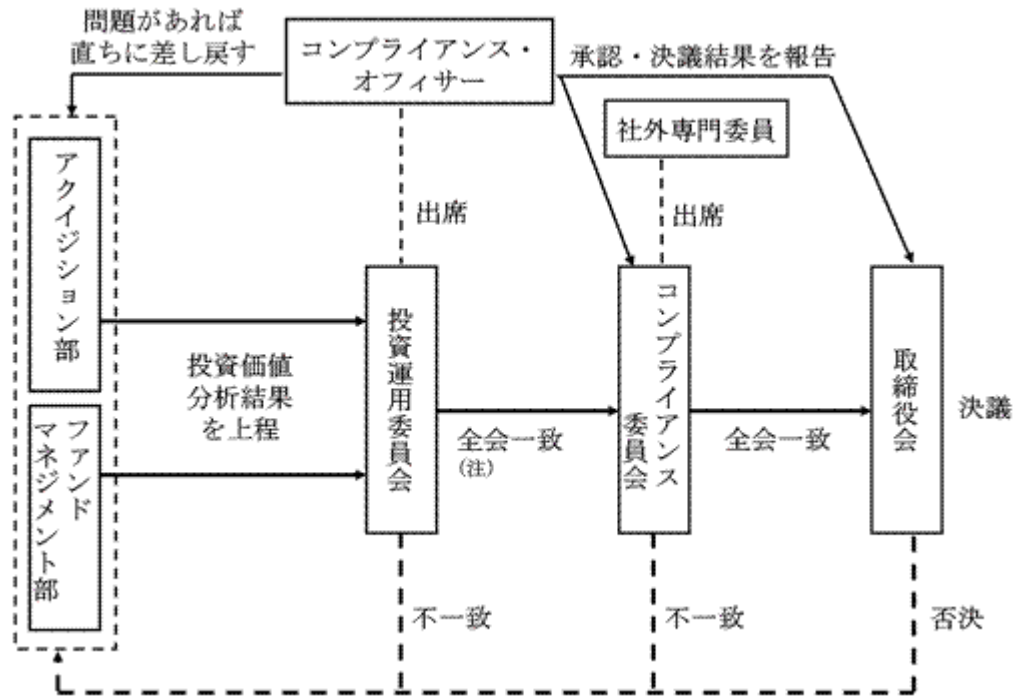 問題があれば
直ちに差し戻す
コンプライアンス・
オフィサー
承認・決議結果を報告
社外専門委員
出席
出席
アクイジション部
投資価値
分析結果
を上程
ファンド
マネジメント部
投資運用委員会
全会一致
(注)
コンプライアンス
委員会
全会一致
取締役会
決議
不一致
不一致
否決